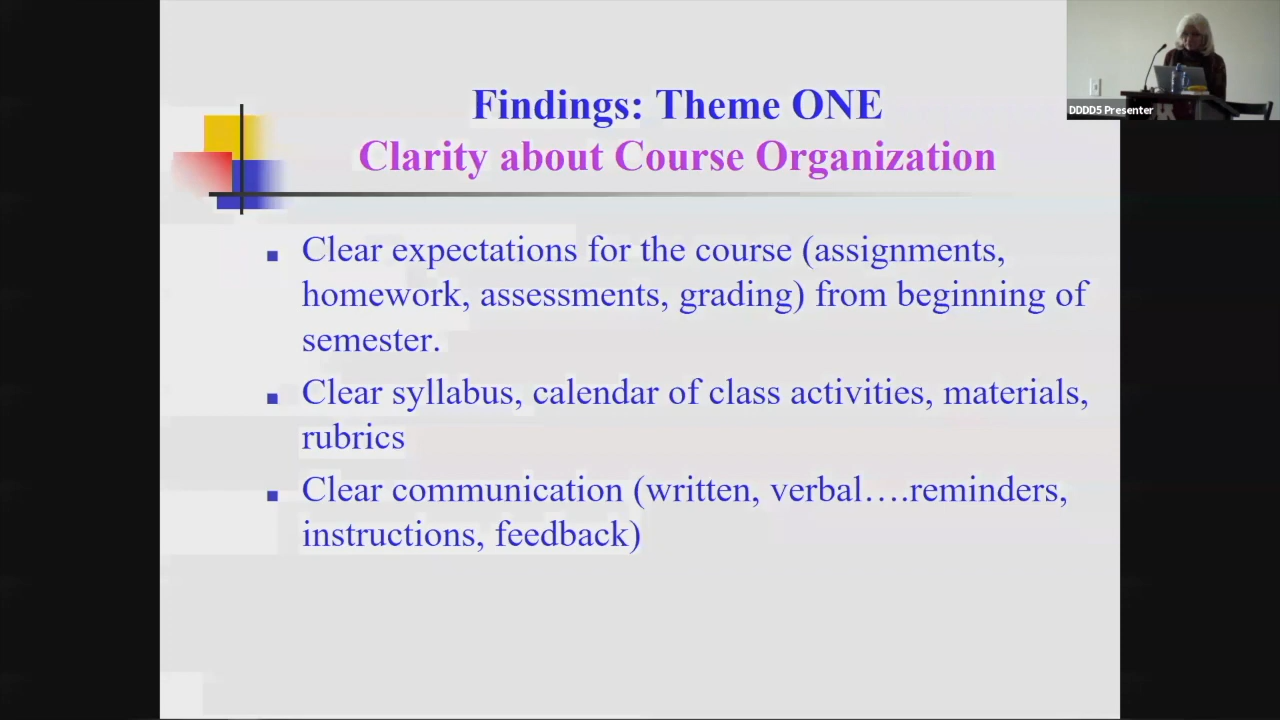 Findings: Theme ONE
Clarity about Course Organization
Clear expectations for the course (assignments,
homework, assessments, grading) from beginning of
semester.
Clear syllabus, calendar of class activities, materials,
rubrics
Clear communication (written, verbal….reminders,
instructions, feedback)
DDDD5 Presenter